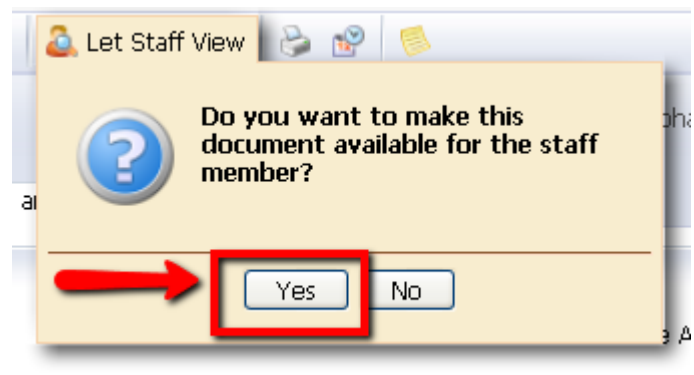 Let Staff View
Do you want to make this
document available for the staff
member?
Yes No